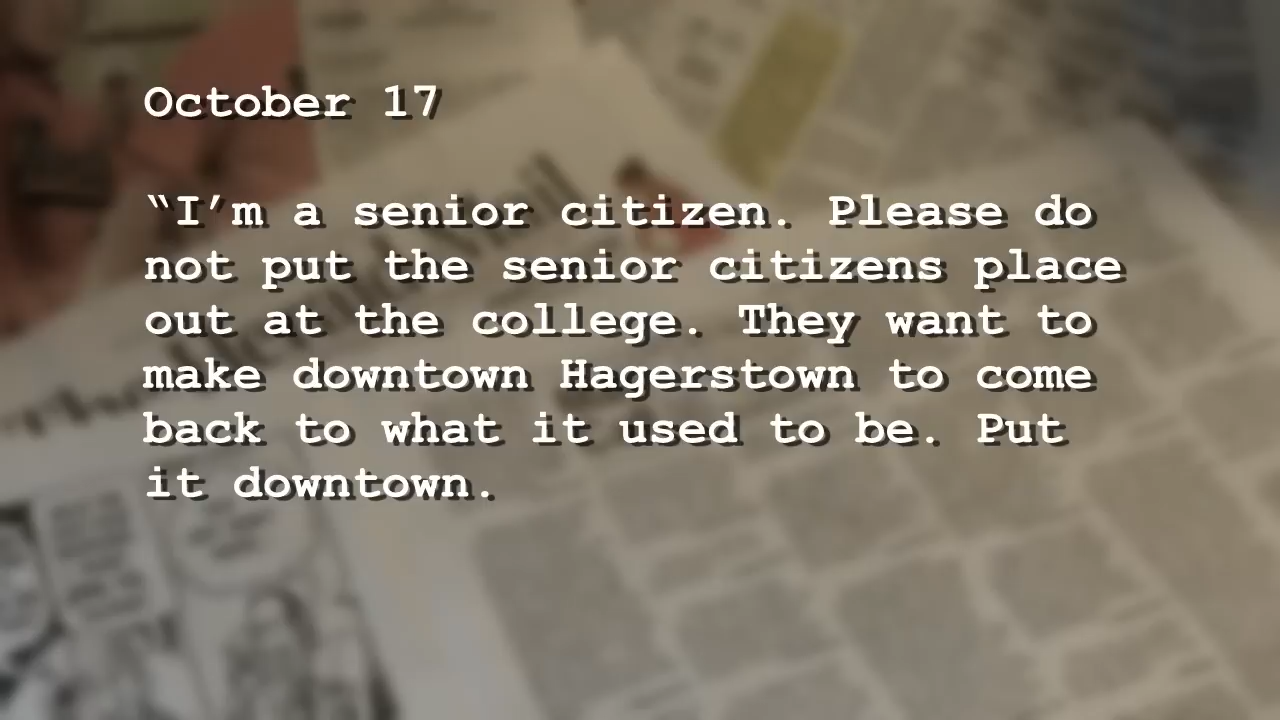 October 17
“I’m a senior citizen. Please do
not put the senior citizens place
out at the college. They want to
make downtown Hagerstown to come
back to what it used to be. Put
it downtown.